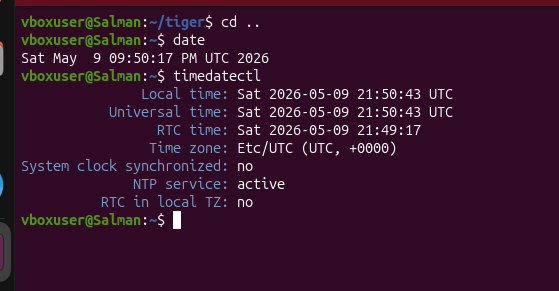 vboxuser@Salman:~/tiger$ cd ..
vboxuser@Salman:~$ date
Sat May  9 09:50:17 PM UTC 2026
vboxuser@Salman:~$ timedatectl
               Local time: Sat 2026-05-09 21:50:43 UTC
           Universal time: Sat 2026-05-09 21:50:43 UTC
                 RTC time: Sat 2026-05-09 21:49:17
                Time zone: Etc/UTC (UTC, +0000)
System clock synchronized: no
              NTP service: active
          RTC in local TZ: no
vboxuser@Salman:~$